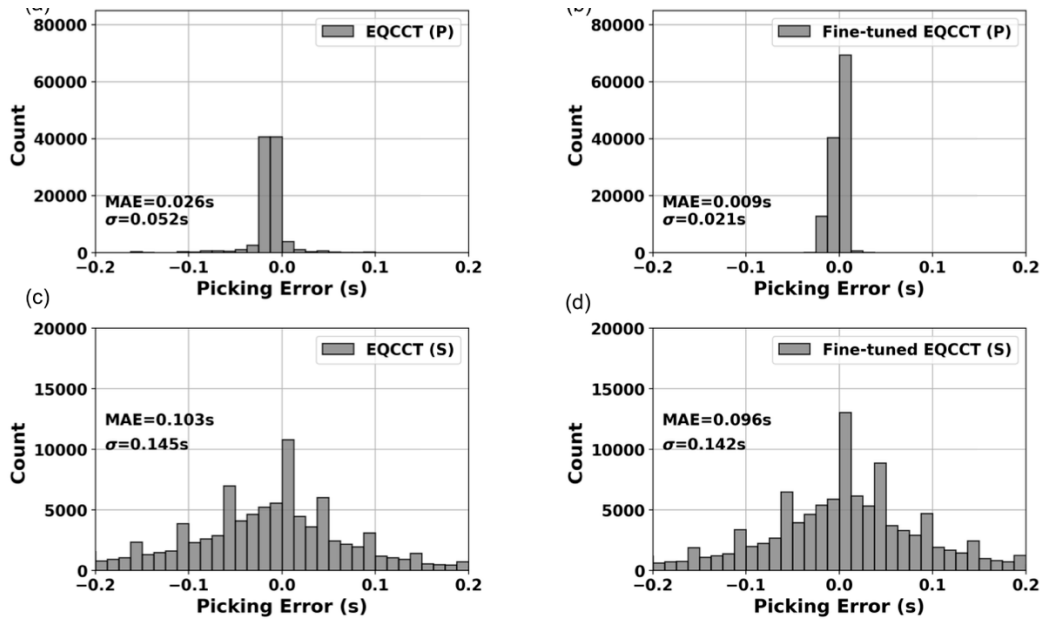 (a)
80000
60000
40000
20000
0
Count
EQCCT (P)
MAE=0.026s
σ=0.052s
−0.2
−0.1
0.0
0.1
0.2
Picking Error (s)
(b)
80000
60000
40000
20000
0
Count
Fine-tuned EQCCT (P)
MAE=0.009s
σ=0.021s
−0.2
−0.1
0.0
0.1
0.2
Picking Error (s)
(c)
20000
15000
10000
5000
0
Count
EQCCT (S)
MAE=0.103s
σ=0.145s
−0.2
−0.1
0.0
0.1
0.2
Picking Error (s)
(d)
20000
15000
10000
5000
0
Count
Fine-tuned EQCCT (S)
MAE=0.096s
σ=0.142s
−0.2
−0.1
0.0
0.1
0.2
Picking Error (s)